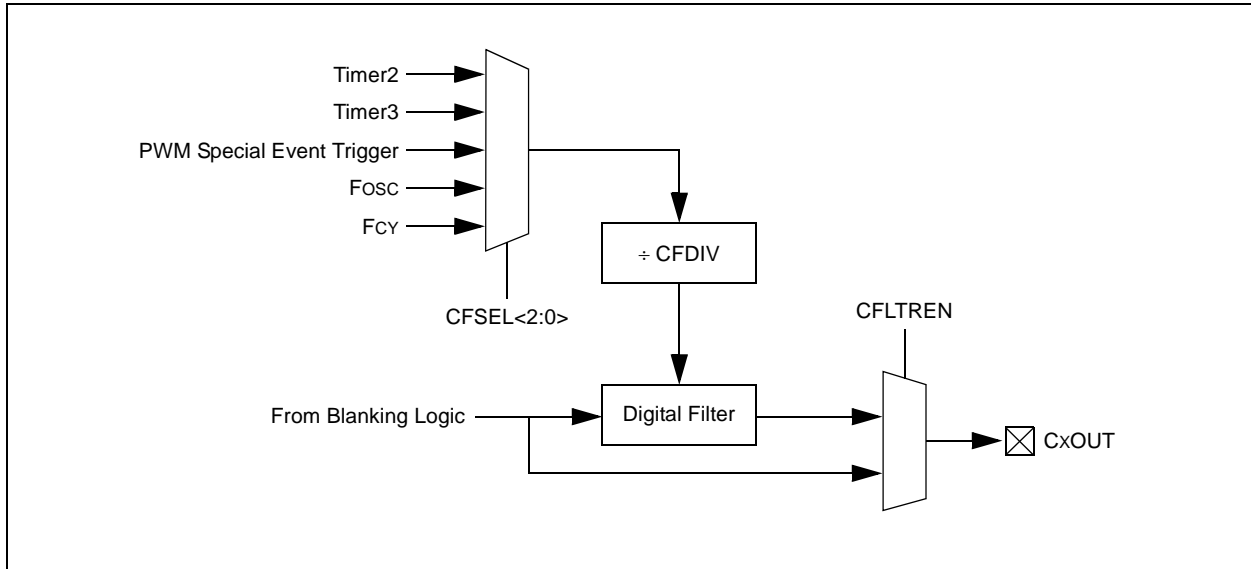 Timer2
Timer3
PWM Special Event Trigger
FOSC
FCY
÷ CFDIV
CFSEL<2:0>
CFLTREN
From Blanking Logic
Digital Filter
CXOUT